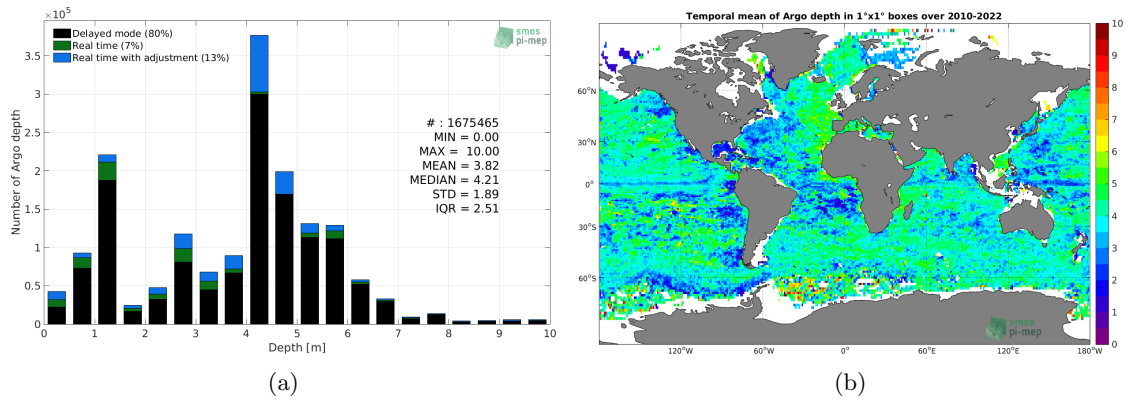 ×10⁵
Delayed mode (80%)
Real time (7%)
Real time with adjustment (13%)
smos
pi-mep
# : 1675465
MIN = 0.00
MAX = 10.00
MEAN = 3.82
MEDIAN = 4.21
STD = 1.89
IQR = 2.51
Number of Argo depth
3.5
3
2.5
2
1.5
1
0.5
0
0 1 2 3 4 5 6 7 8 9 10
Depth [m]
(a)
Temporal mean of Argo depth in 1°x1° boxes over 2010-2022
60°N
30°N
0°
30°S
60°S
120°W 60°W 0° 60°E 120°E 180°W
10
9
8
7
6
5
4
3
2
1
0
smos
pi-mep
(b)